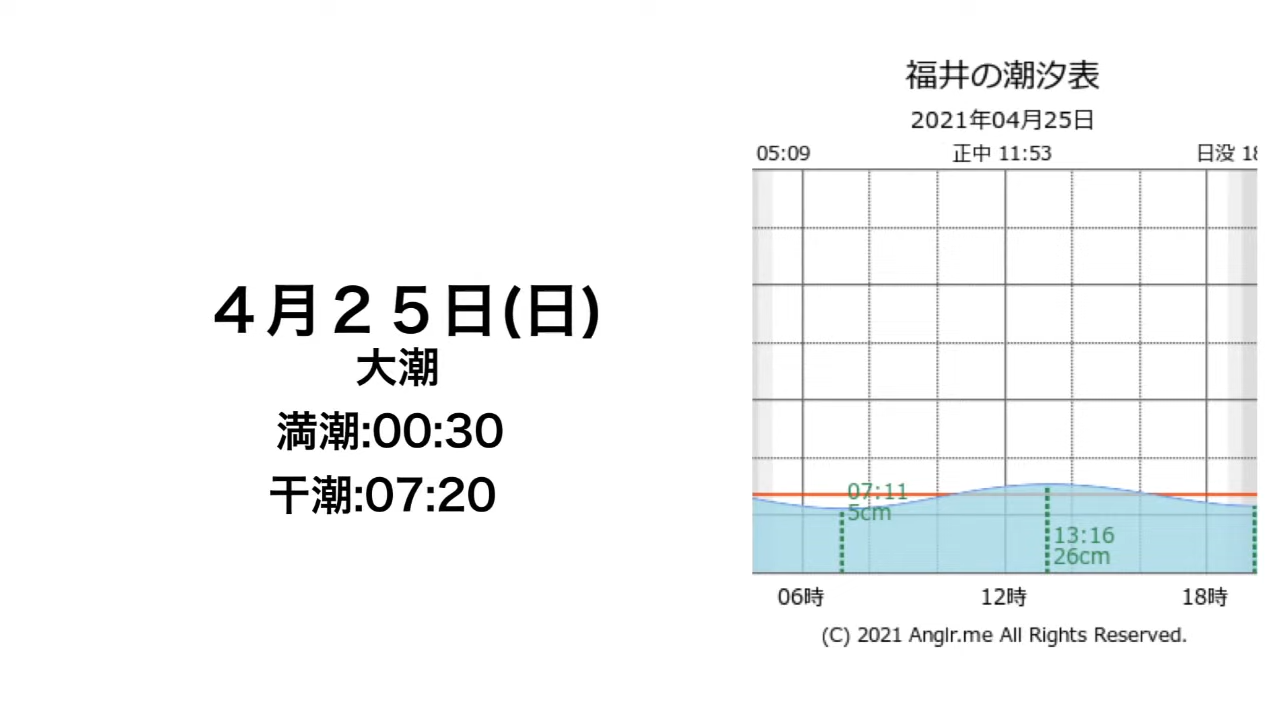 ４月２５日(日)
大潮
満潮:00:30
干潮:07:20
福井の潮汐表
2021年04月25日
05:09 正中 11:53 日没 18
07:11
5cm
13:16
26cm
06時 12時 18時
(C) 2021 Anglr.me All Rights Reserved.